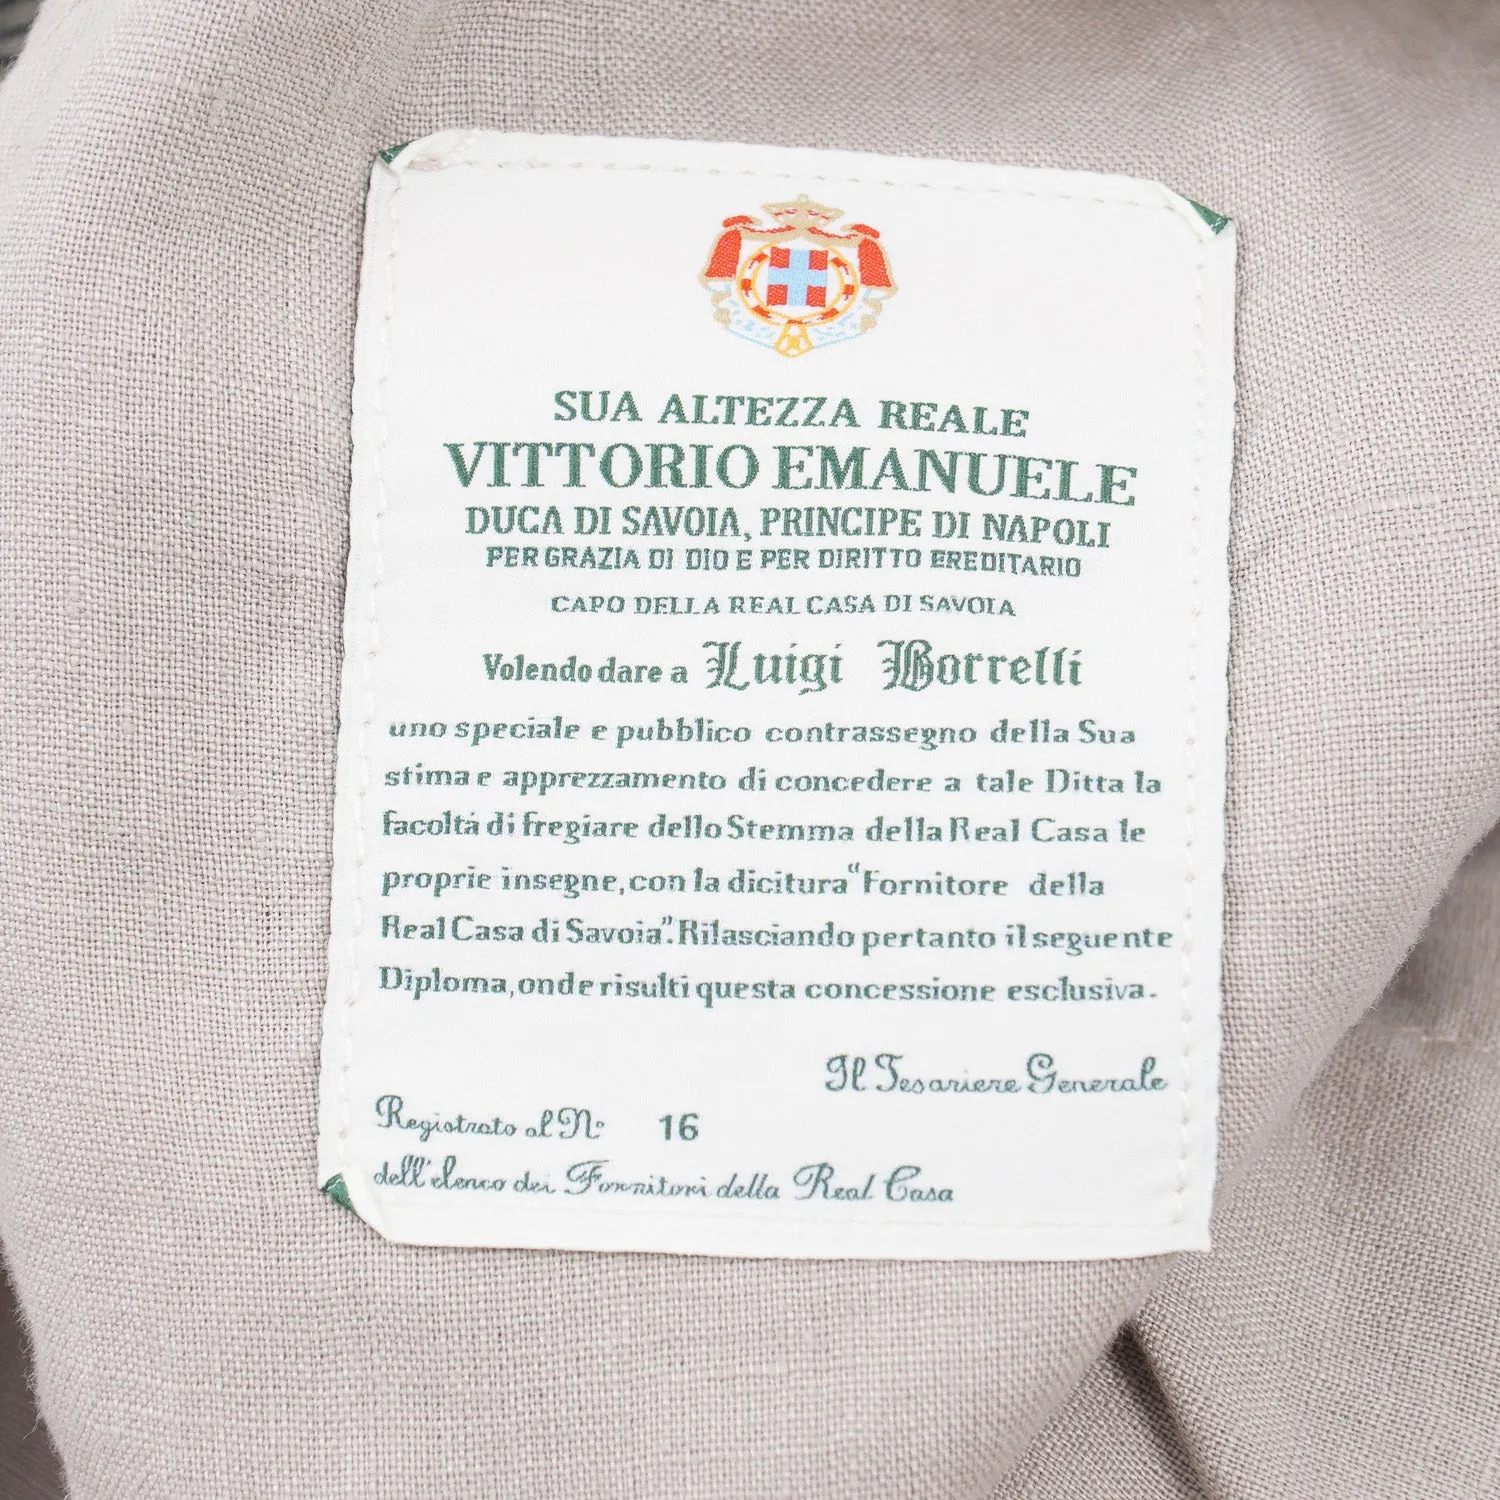 SUA ALTEZZA REALE
VITTORIO EMANUELE
DUCA DI SAVOIA, PRINCIPE DI NAPOLI
PER GRAZIA DI DIO E PER DIRITTO EREDITARIO
CAPO DELLA REAL CASA DI SAVOIA
Volendo dare a Luigi Borrelli
uno speciale e pubblico contrassegno della Sua
stima e apprezzamento di concedere a tale Ditta la
facoltà di fregiare dello Stemma della Real Casa le
proprie insegne, con la dicitura "Fornitore della
Real Casa di Savoia". Rilasciando pertanto il seguente
Diploma, onde risulti questa concessione esclusiva.
Il Tesoriere Generale
Registrato al N° 16
dell'elenco dei Fornitori della Real Casa